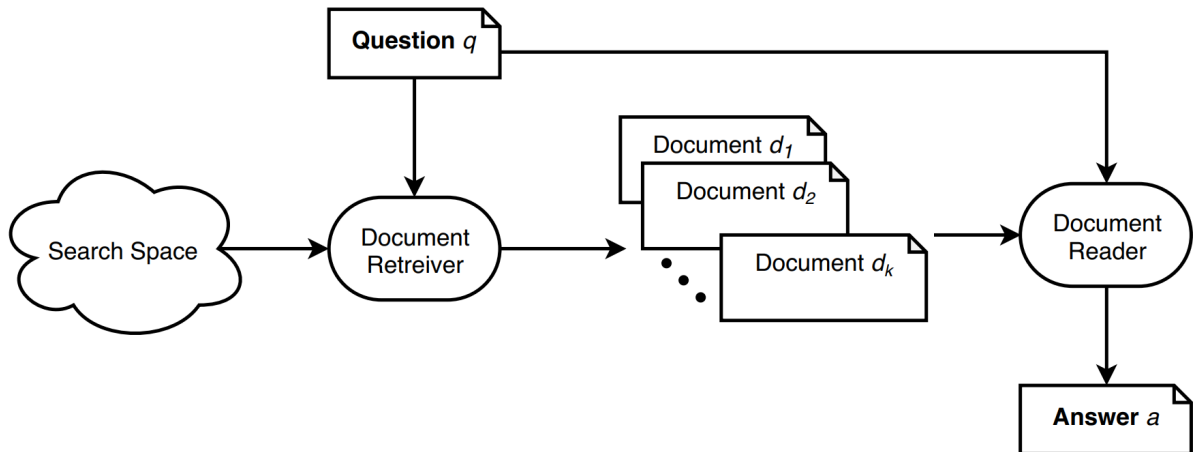 Question q
Document d1
Document d2
Search Space
Document
Retreiver
Document dk
Document
Reader
Answer a